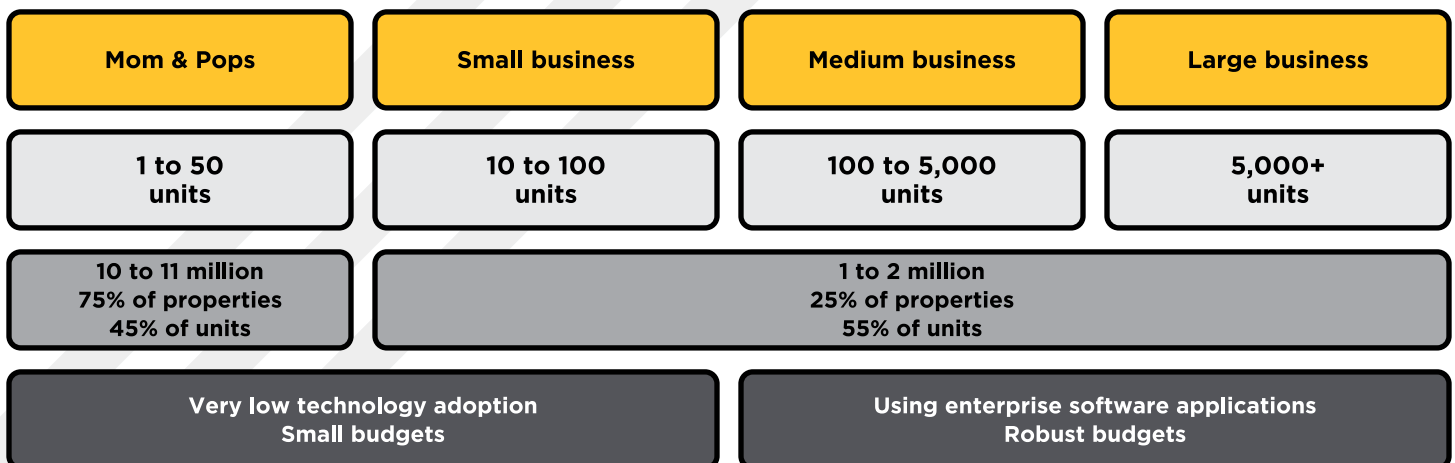 Mom & Pops
Small business
Medium business
Large business
1 to 50
units
10 to 100
units
100 to 5,000
units
5,000+
units
10 to 11 million
75% of properties
45% of units
1 to 2 million
25% of properties
55% of units
Very low technology adoption
Small budgets
Using enterprise software applications
Robust budgets